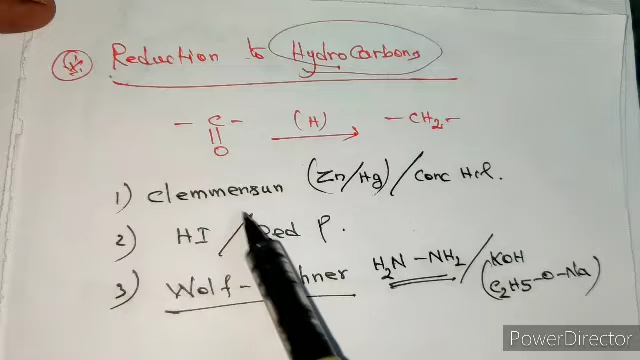 Reduction to HydroCarbons
- C - (H) - CH2 -
O
1) Clemmensun (Zn/Hg) / Conc Hcl.
2) HI / Red P.
3) Wolf - hner H2N - NH2 / KOH
(C2H5-O-Na)
PowerDirector